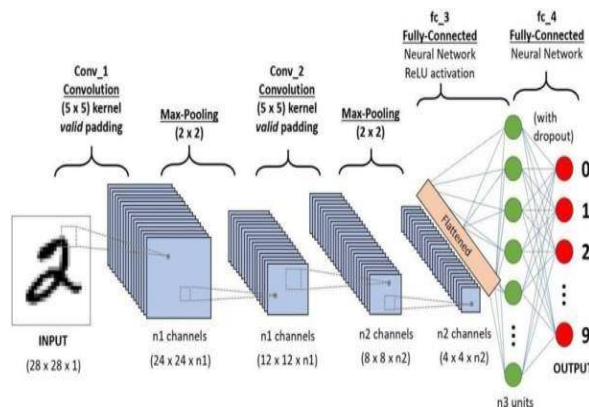 fc_3
Fully-Connected
Neural Network
ReLU activation
fc_4
Fully-Connected
Neural Network
Conv_1
Convolution
(5 x 5) kernel
valid padding
Max-Pooling
(2 x 2)
Conv_2
Convolution
(5 x 5) kernel
valid padding
Max-Pooling
(2 x 2)
(with
dropout)
Flattened
2
0
1
2
9
INPUT
(28 x 28 x 1)
n1 channels
(24 x 24 x n1)
n1 channels
(12 x 12 x n1)
n2 channels
(8 x 8 x n2)
n2 channels
(4 x 4 x n2)
OUTPUT
n3 units